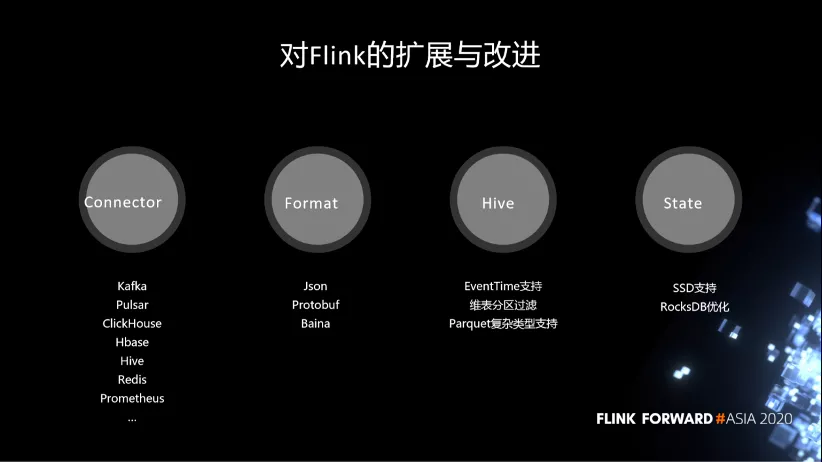 对Flink的扩展与改进
Connector
Format
Hive
State
Kafka
Pulsar
ClickHouse
Hbase
Hive
Redis
Prometheus
...
Json
Protobuf
Baina
EventTime支持
维表分区过滤
Parquet复杂类型支持
SSD支持
RocksDB优化
FLINK FORWARD #ASIA 2020